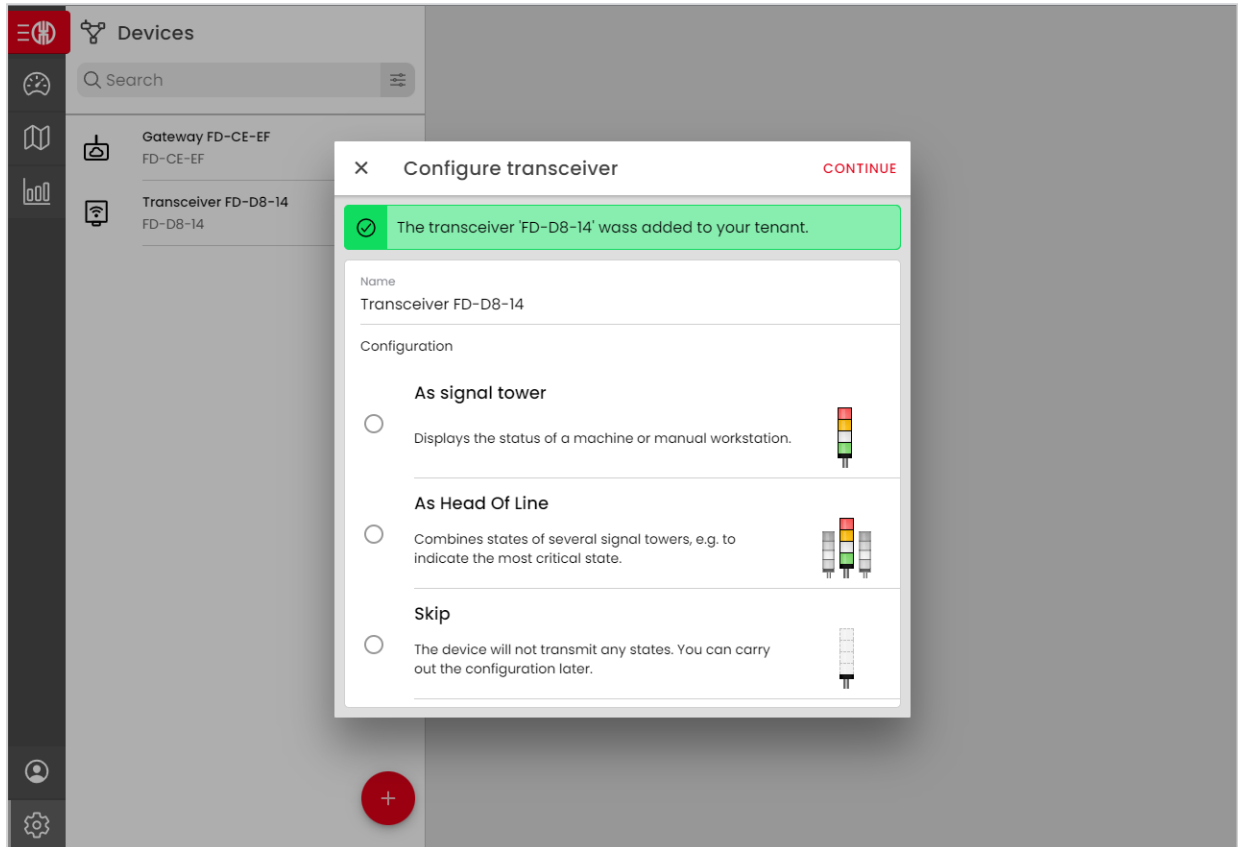 Devices
Search
Gateway FD-CE-EF
FD-CE-EF
Transceiver FD-D8-14
FD-D8-14
Configure transceiver
CONTINUE
The transceiver 'FD-D8-14' wass added to your tenant.
Name
Transceiver FD-D8-14
Configuration
As signal tower
Displays the status of a machine or manual workstation.
As Head Of Line
Combines states of several signal towers, e.g. to
indicate the most critical state.
Skip
The device will not transmit any states. You can carry
out the configuration later.